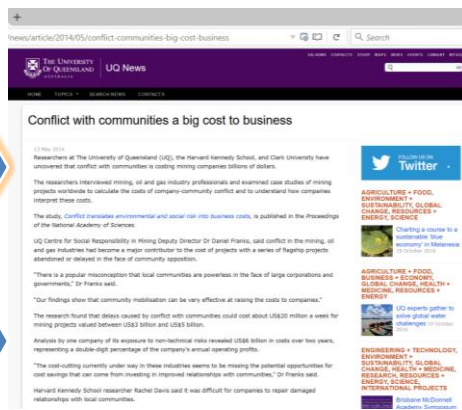 +
/news/article/2014/05/conflict-communities-big-cost-business
Search
UQ HOME CONTACTS STUDY MAPS NEWS EVENTS LIBRARY
THE UNIVERSITY
OF QUEENSLAND
AUSTRALIA
UQ News
HOME TOPICS SEARCH NEWS CONTACTS
Conflict with communities a big cost to business
13 May 2014
Researchers at The University of Queensland (UQ), the Harvard Kennedy School, and Clark University have
uncovered that conflict with communities is costing mining companies billions of dollars.
The researchers interviewed mining, oil and gas industry professionals and examined case studies of mining
projects worldwide to calculate the costs of company-community conflict and to understand how companies
interpret these costs.
The study, Conflict translates environmental and social risk into business costs, is published in the Proceedings
of the National Academy of Sciences.
UQ Centre for Social Responsibility in Mining Deputy Director Dr Daniel Franks, said conflict in the mining, oil
and gas industries had become a major contributor to the cost of projects with a series of flagship projects
abandoned or delayed in the face of community opposition.
"There is a popular misconception that local communities are powerless in the face of large corporations and
governments," Dr Franks said.
"Our findings show that community mobilisation can be very effective at raising the costs to companies."
The research found that delays caused by conflict with communities could cost about US$20 million a week for
mining projects valued between US$3 billion and US$5 billion.
Analysis by one company of its exposure to non-technical risks revealed US$6 billion in costs over two years,
representing a double-digit percentage of the company's annual operating profits.
"The cost-cutting currently under way in these industries seems to be missing the potential opportunities for
cost savings that can come from investing in improved relationships with communities," Dr Franks said.
Harvard Kennedy School researcher Rachel Davis said it was difficult for companies to repair damaged
relationships with local communities.
FOLLOW US ON
Twitter
AGRICULTURE + FOOD,
ENVIRONMENT +
SUSTAINABILITY, GLOBAL
CHANGE, RESOURCES +
ENERGY, SCIENCE
Charting a course to a
sustainable 'blue
economy' in Melanesia
AGRICULTURE + FOOD,
BUSINESS + ECONOMY,
GLOBAL CHANGE, HEALTH +
MEDICINE, RESOURCES +
ENERGY
UQ experts gather to
solve global water
challenges
ENGINEERING + TECHNOLOGY,
ENVIRONMENT +
SUSTAINABILITY, GLOBAL
CHANGE, HEALTH + MEDICINE,
RESEARCH, RESOURCES +
ENERGY, SCIENCE,
INTERNATIONAL PROJECTS
Brisbane McDonnell
Academy Symposium